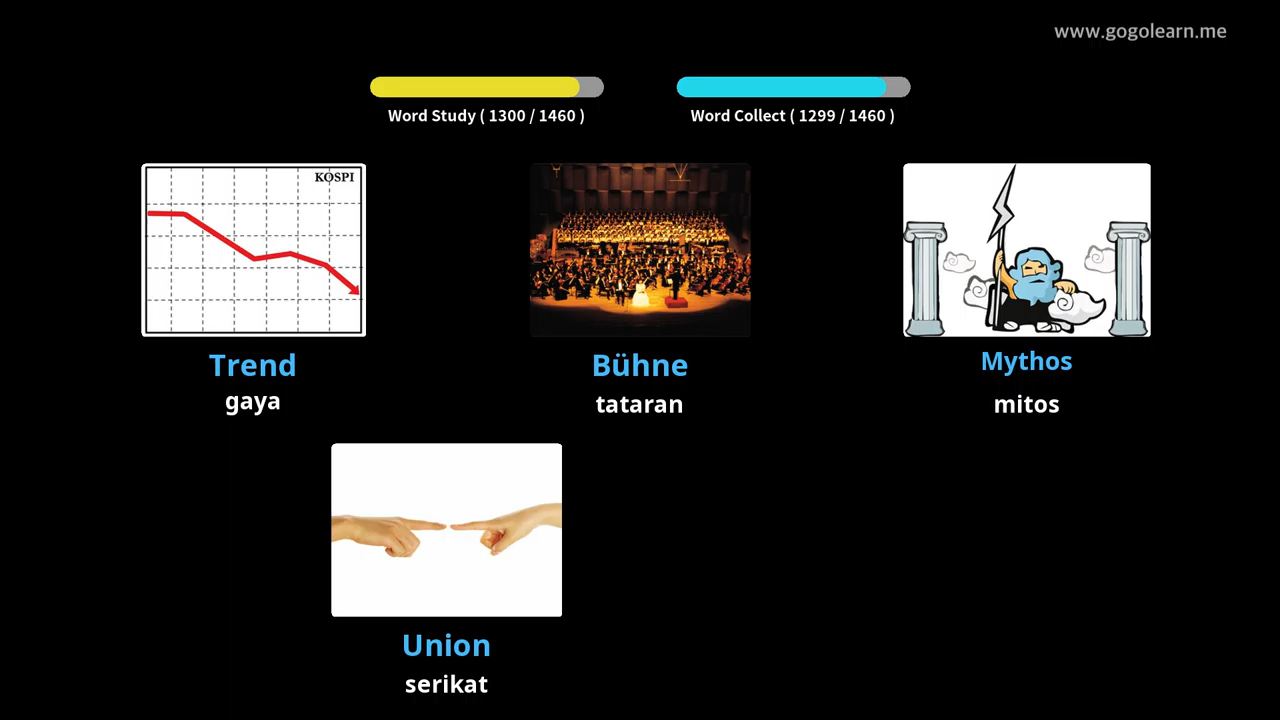 www.gogolearn.me
Word Study ( 1300 / 1460 )
Word Collect ( 1299 / 1460 )
KOSPI
Trend
gaya
Bühne
tataran
Mythos
mitos
Union
serikat